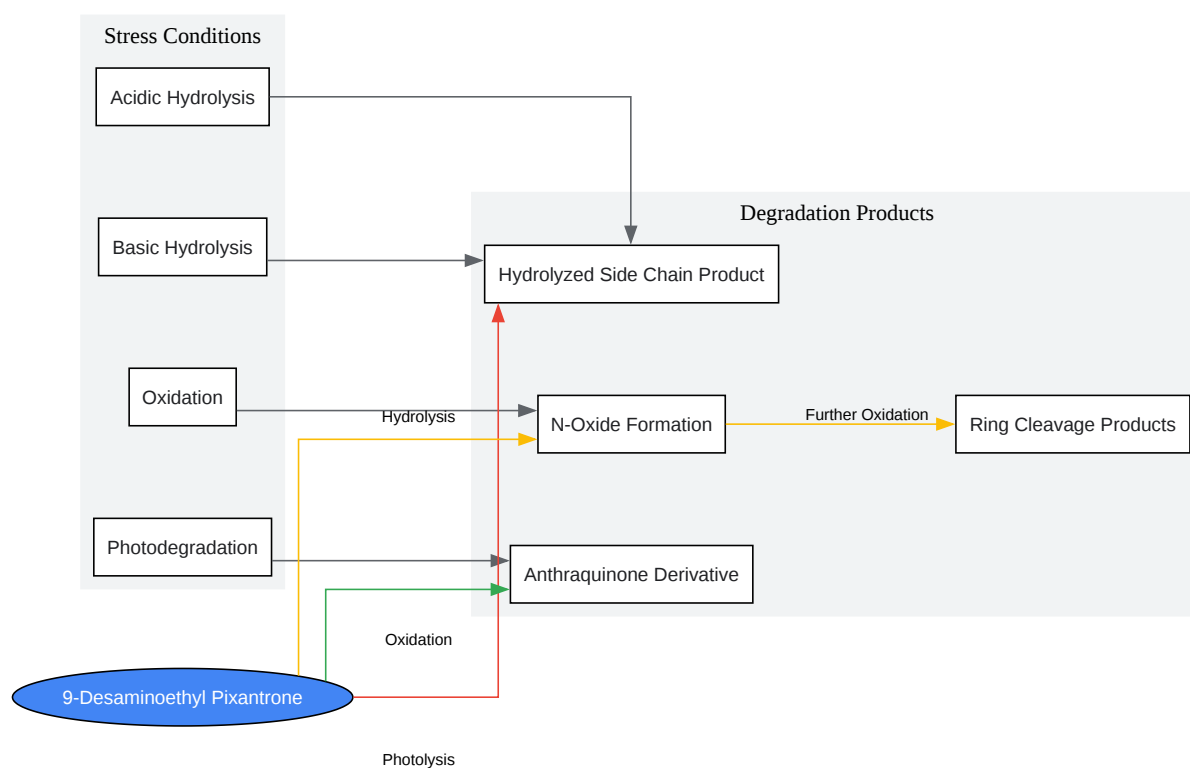 Stress Conditions
Acidic Hydrolysis
Degradation Products
Basic Hydrolysis
Hydrolyzed Side Chain Product
Oxidation
Hydrolysis
N-Oxide Formation
Further Oxidation
Ring Cleavage Products
Photodegradation
Anthraquinone Derivative
Oxidation
9-Desaminoethyl Pixantrone
Photolysis